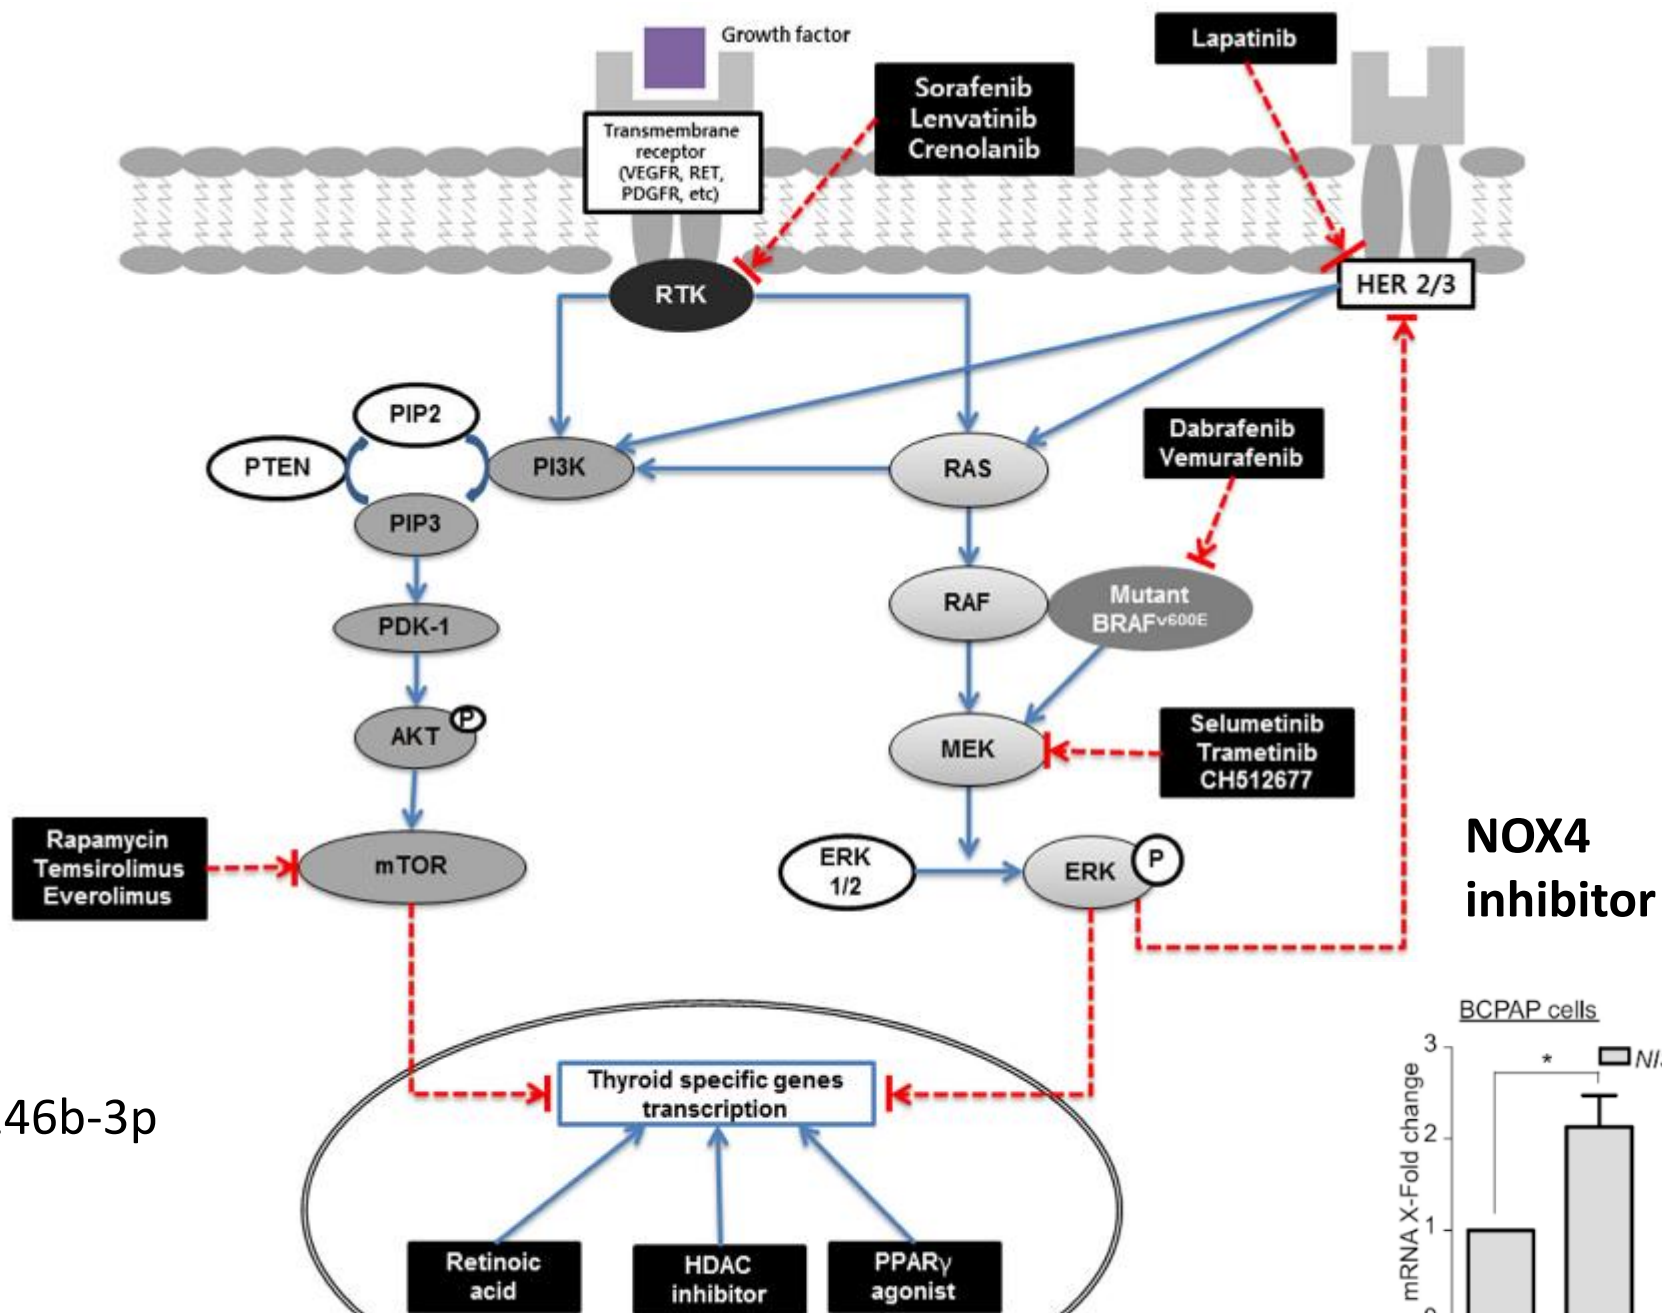 Growth factor
Lapatinib
Sorafenib
Lenvatinib
Crenolanib
Transmembrane
receptor
(VEGFR, RET,
PDGFR, etc)
RTK
HER 2/3
PIP2
PTEN
PI3K
RAS
Dabrafenib
Vemurafenib
PIP3
RAF
Mutant
BRAFv600E
PDK-1
AKT
P
MEK
Selumetinib
Trametinib
CH512677
Rapamycin
Temsirolimus
Everolimus
mTOR
ERK
1/2
ERK
P
NOX4
inhibitor
Thyroid specific genes
transcription
46b-3p
Retinoic
acid
HDAC
inhibitor
PPARγ
agonist
BCPAP cells
3
*
2
1
mRNA X-Fold change